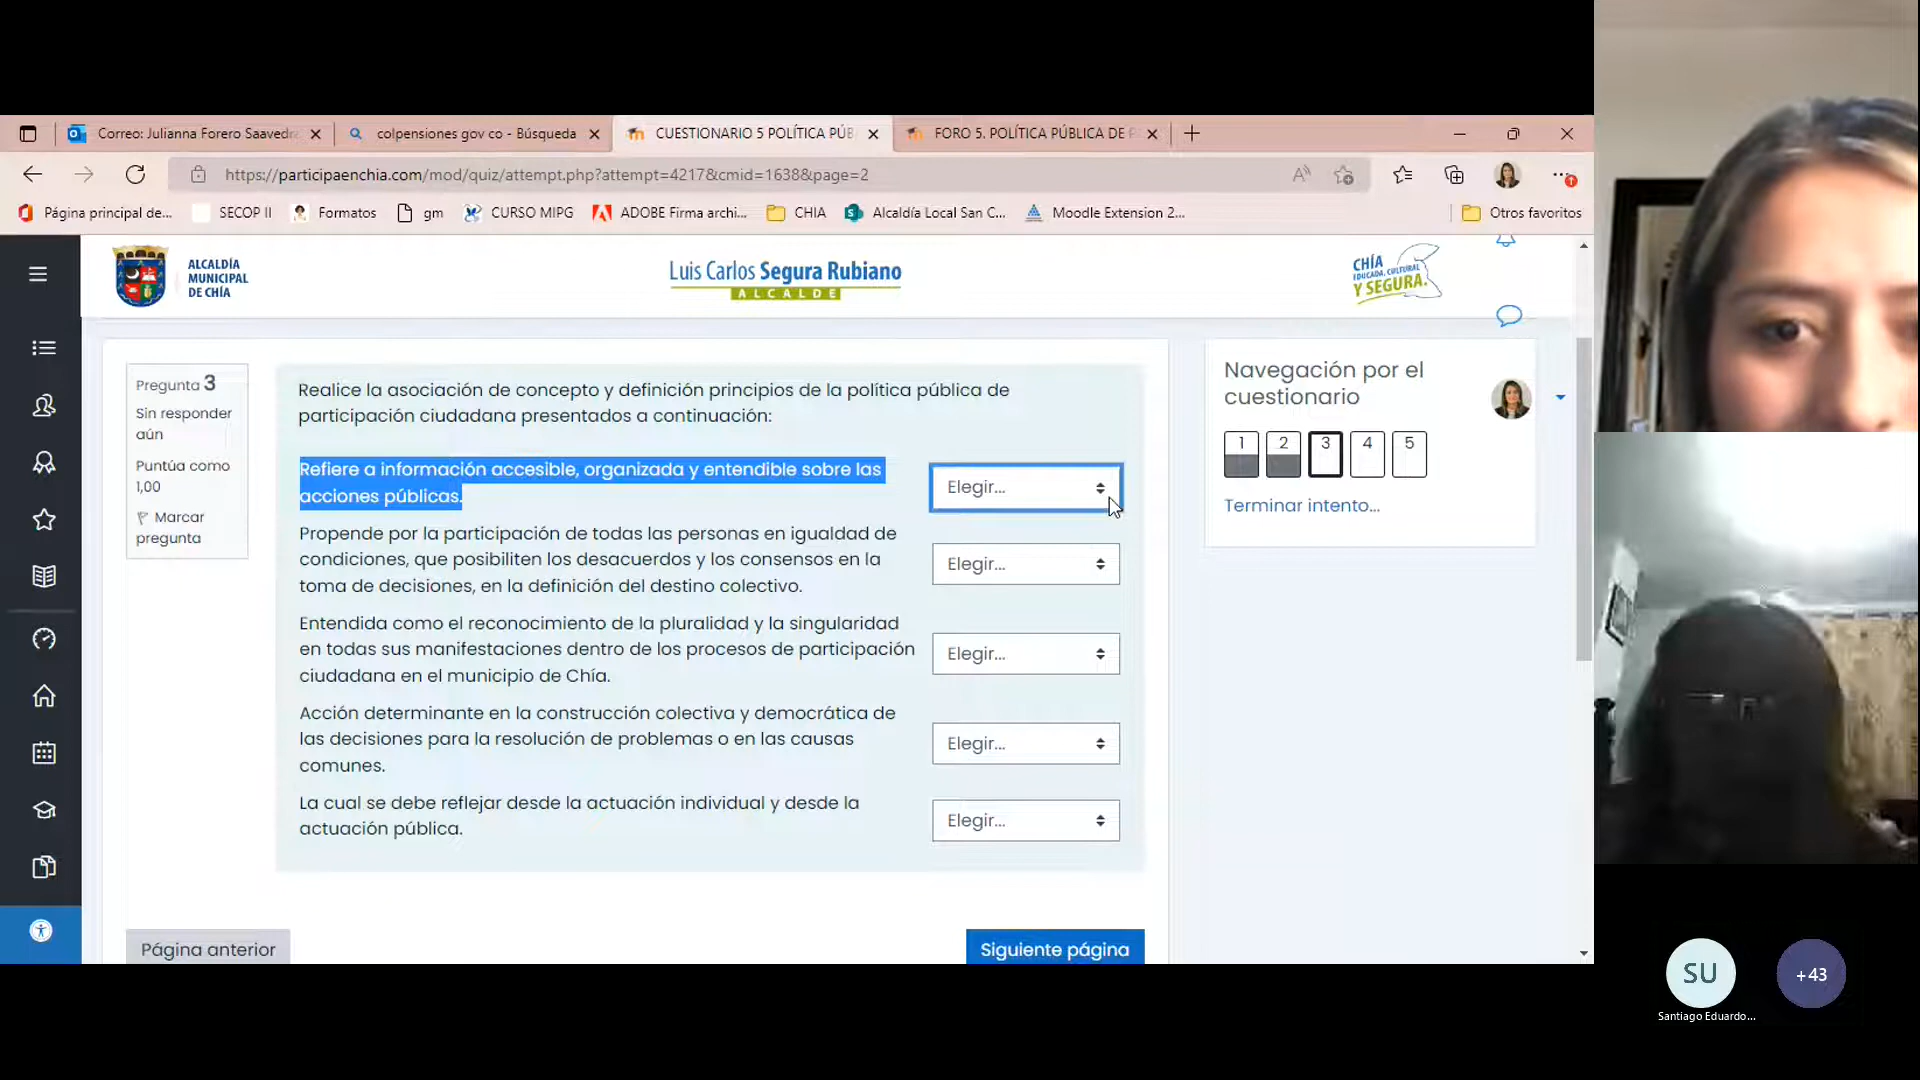 Correo: Julianna Forero Saavedr
colpensiones gov co - Búsqueda
CUESTIONARIO 5 POLÍTICA PÚB
FORO 5. POLÍTICA PÚBLICA DE P
https://participaenchia.com/mod/quiz/attempt.php?attempt=4217&cmid=1638&page=2
Página principal de...
SECOP II
Formatos
gm
CURSO MIPG
ADOBE Firma archi...
CHIA
Alcaldía Local San C...
Moodle Extension 2...
Otros favoritos
ALCALDÍA
MUNICIPAL
DE CHÍA
Luis Carlos Segura Rubiano
ALCALDE
CHÍA
EDUCADA, CULTURAL
Y SEGURA.
Pregunta 3
Sin responder
aún
Puntúa como
1,00
Marcar
pregunta
Realice la asociación de concepto y definición principios de la política pública de
participación ciudadana presentados a continuación:
Refiere a información accesible, organizada y entendible sobre las
acciones públicas.
Elegir...
Propende por la participación de todas las personas en igualdad de
condiciones, que posibiliten los desacuerdos y los consensos en la
toma de decisiones, en la definición del destino colectivo.
Elegir...
Entendida como el reconocimiento de la pluralidad y la singularidad
en todas sus manifestaciones dentro de los procesos de participación
ciudadana en el municipio de Chía.
Elegir...
Acción determinante en la construcción colectiva y democrática de
las decisiones para la resolución de problemas o en las causas
comunes.
Elegir...
La cual se debe reflejar desde la actuación individual y desde la
actuación pública.
Elegir...
Página anterior
Siguiente página
Navegación por el
cuestionario
1 2 3 4 5
Terminar intento...
SU
+43
Santiago Eduardo...